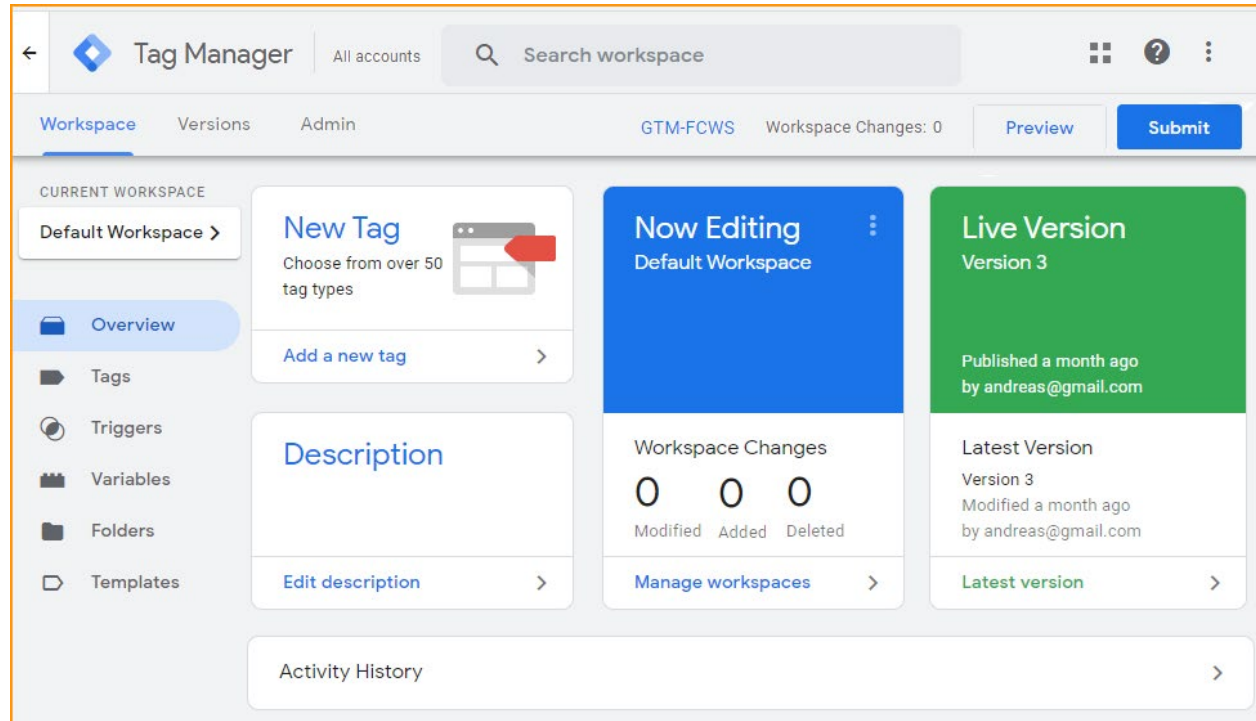 Tag Manager
All accounts
Search workspace
Workspace
Versions
Admin
GTM-FCWS
Workspace Changes: 0
Preview
Submit
CURRENT WORKSPACE
Default Workspace
Overview
Tags
Triggers
Variables
Folders
Templates
New Tag
Choose from over 50
tag types
Add a new tag
Description
Edit description
Now Editing
Default Workspace
Workspace Changes
0 0 0
Modified Added Deleted
Manage workspaces
Live Version
Version 3
Published a month ago
by andreas@gmail.com
Latest Version
Version 3
Modified a month ago
by andreas@gmail.com
Latest version
Activity History